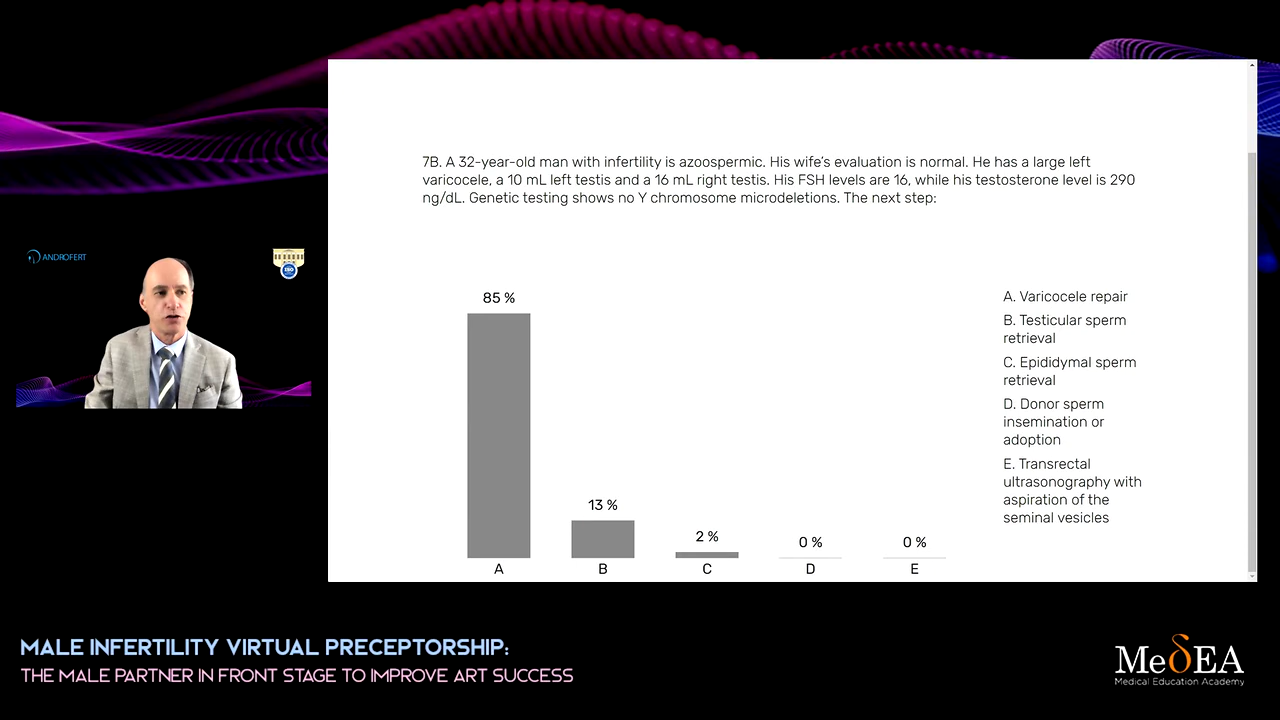 7B. A 32-year-old man with infertility is azoospermic. His wife's evaluation is normal. He has a large left
varicocele, a 10 mL left testis and a 16 mL right testis. His FSH levels are 16, while his testosterone level is 290
ng/dL. Genetic testing shows no Y chromosome microdeletions. The next step:
ANDROFERT
ISO
85 %
13 %
2 %
0 %
0 %
A
B
C
D
E
A. Varicocele repair
B. Testicular sperm
retrieval
C. Epididymal sperm
retrieval
D. Donor sperm
insemination or
adoption
E. Transrectal
ultrasonography with
aspiration of the
seminal vesicles
MALE INFERTILITY VIRTUAL PRECEPTORSHIP:
THE MALE PARTNER IN FRONT STAGE TO IMPROVE ART SUCCESS
MeδEA
Medical Education Academy